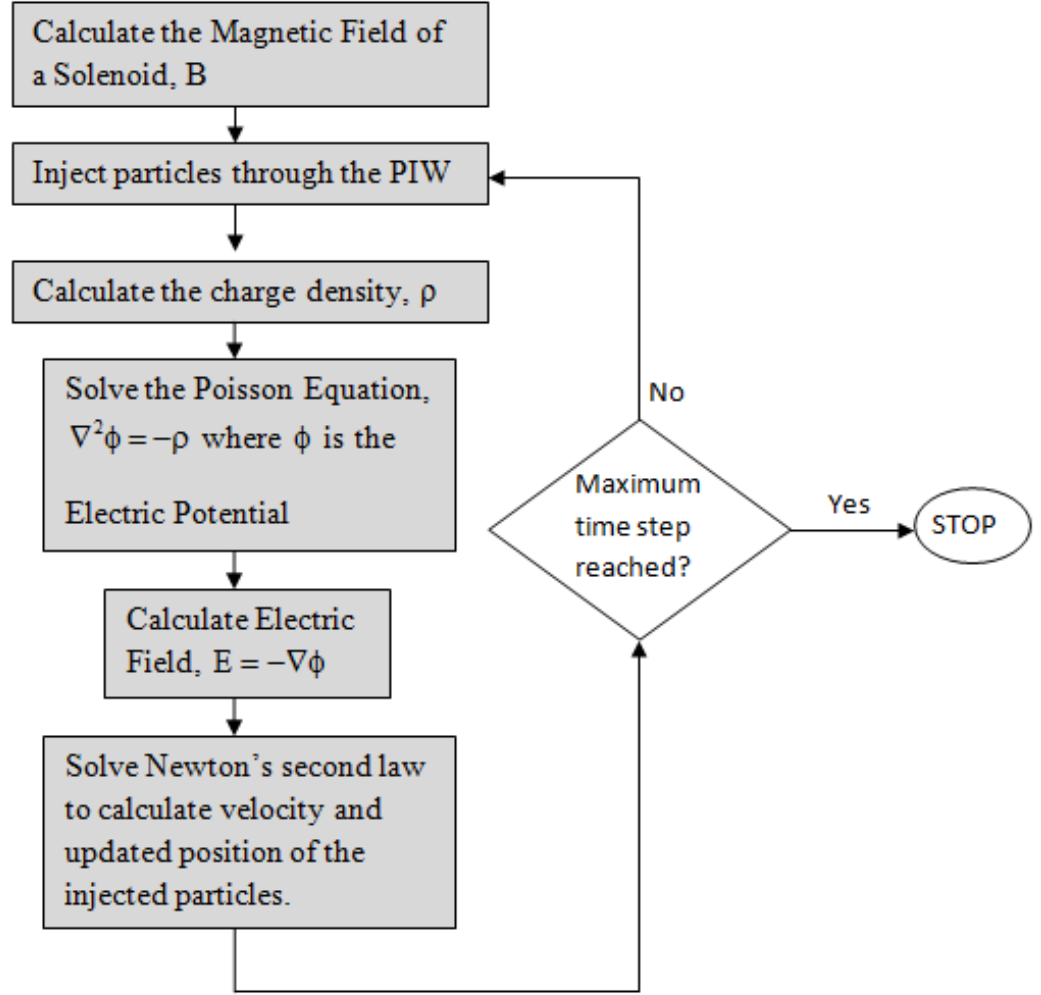 Calculate the Magnetic Field of
a Solenoid, B
Inject particles through the PIW
Calculate the charge density, ρ
Solve the Poisson Equation,
∇²ϕ = −ρ where ϕ is the
Electric Potential
Calculate Electric
Field, E = −∇ϕ
Solve Newton’s second law
to calculate velocity and
updated position of the
injected particles.
No
Maximum
time step
reached?
Yes
STOP